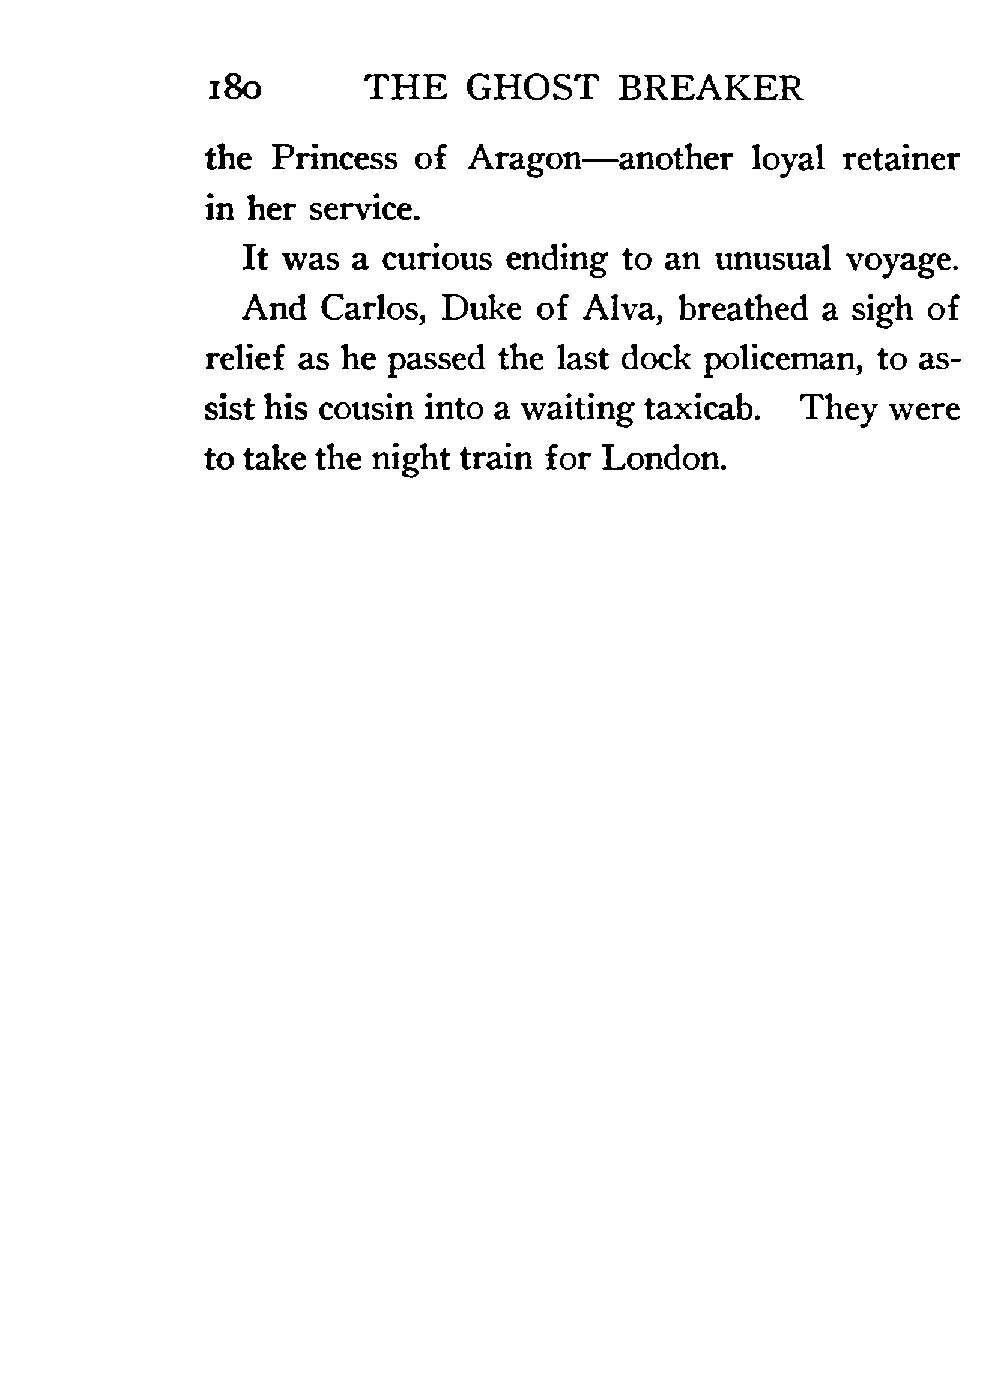 180 THE GHOST BREAKER
the Princess of Aragon—another loyal retainer
in her service.
It was a curious ending to an unusual voyage.
And Carlos, Duke of Alva, breathed a sigh of
relief as he passed the last dock policeman, to as-
sist his cousin into a waiting taxicab. They were
to take the night train for London.